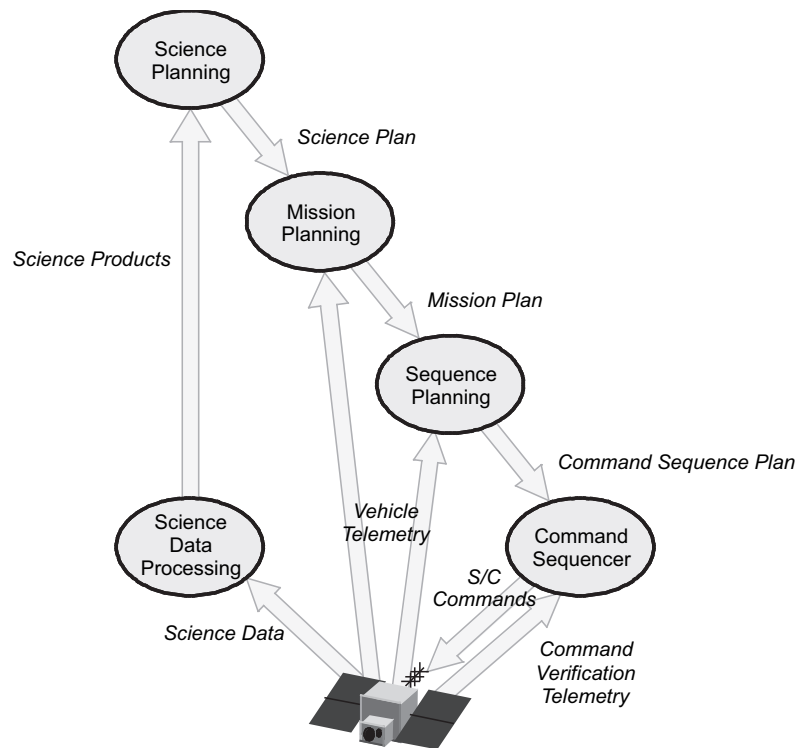 Science
Planning
Science Plan
Mission
Planning
Science Products
Mission Plan
Sequence
Planning
Command Sequence Plan
Vehicle
Telemetry
Science
Data
Processing
Command
Sequencer
S/C
Commands
Science Data
Command
Verification
Telemetry